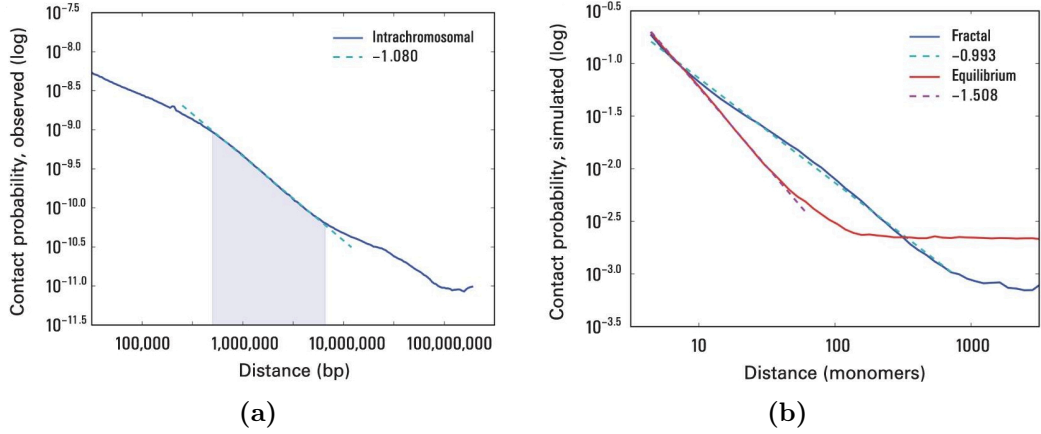 Contact probability, observed (log)
10^-7.5
10^-8.0
10^-8.5
10^-9.0
10^-9.5
10^-10.0
10^-10.5
10^-11.0
10^-11.5
Intrachromosomal
−1.080
100,000
1,000,000
10,000,000
100,000,000
Distance (bp)
(a)
Contact probability, simulated (log)
10^-0.5
10^-1.0
10^-1.5
10^-2.0
10^-2.5
10^-3.0
10^-3.5
Fractal
−0.993
Equilibrium
−1.508
10
100
1000
Distance (monomers)
(b)